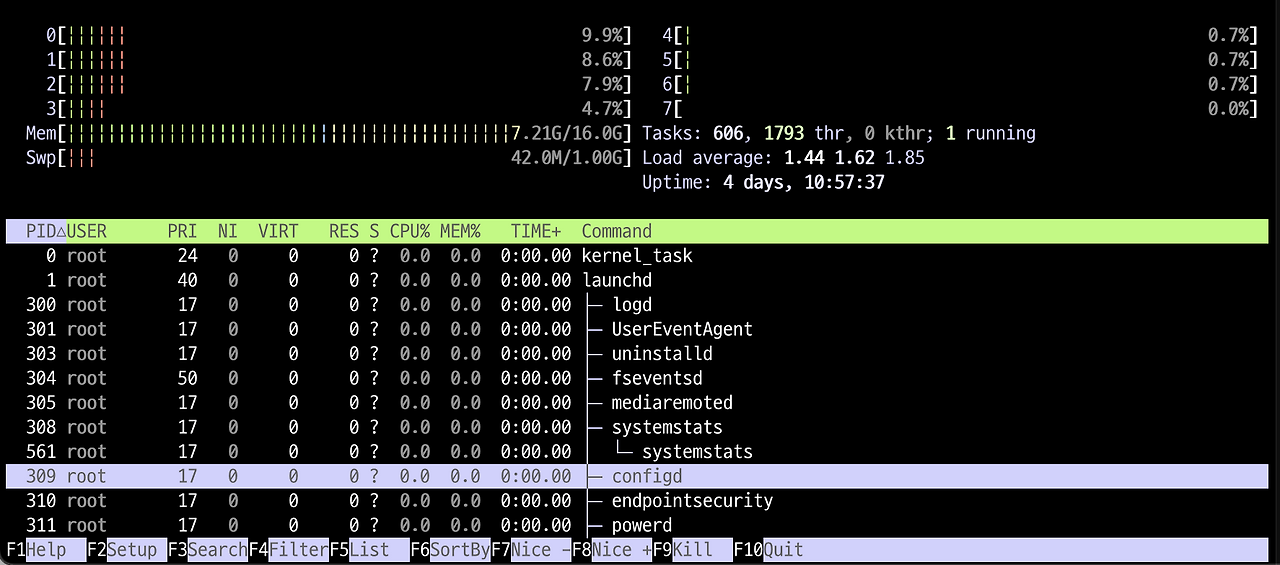 0[|||||| 9.9%] 4[| 0.7%]
1[|||||| 8.6%] 5[| 0.7%]
2[|||||| 7.9%] 6[| 0.7%]
3[|||| 4.7%] 7[ 0.0%]
Mem[||||||||||||||||||||||||||||||||||||||||||||7.21G/16.0G] Tasks: 606, 1793 thr, 0 kthr; 1 running
Swp[||| 42.0M/1.00G] Load average: 1.44 1.62 1.85
Uptime: 4 days, 10:57:37
PID△USER PRI NI VIRT RES S CPU% MEM% TIME+ Command
0 root 24 0 0 0 ? 0.0 0.0 0:00.00 kernel_task
1 root 40 0 0 0 ? 0.0 0.0 0:00.00 launchd
300 root 17 0 0 0 ? 0.0 0.0 0:00.00 ├─ logd
301 root 17 0 0 0 ? 0.0 0.0 0:00.00 ├─ UserEventAgent
303 root 17 0 0 0 ? 0.0 0.0 0:00.00 ├─ uninstalld
304 root 50 0 0 0 ? 0.0 0.0 0:00.00 ├─ fseventsd
305 root 17 0 0 0 ? 0.0 0.0 0:00.00 ├─ mediaremoted
308 root 17 0 0 0 ? 0.0 0.0 0:00.00 ├─ systemstats
561 root 17 0 0 0 ? 0.0 0.0 0:00.00 │  └─ systemstats
309 root 17 0 0 0 ? 0.0 0.0 0:00.00 ├─ configd
310 root 17 0 0 0 ? 0.0 0.0 0:00.00 ├─ endpointsecurity
311 root 17 0 0 0 ? 0.0 0.0 0:00.00 ├─ powerd
F1Help F2Setup F3SearchF4FilterF5List F6SortByF7Nice -F8Nice +F9Kill F10Quit